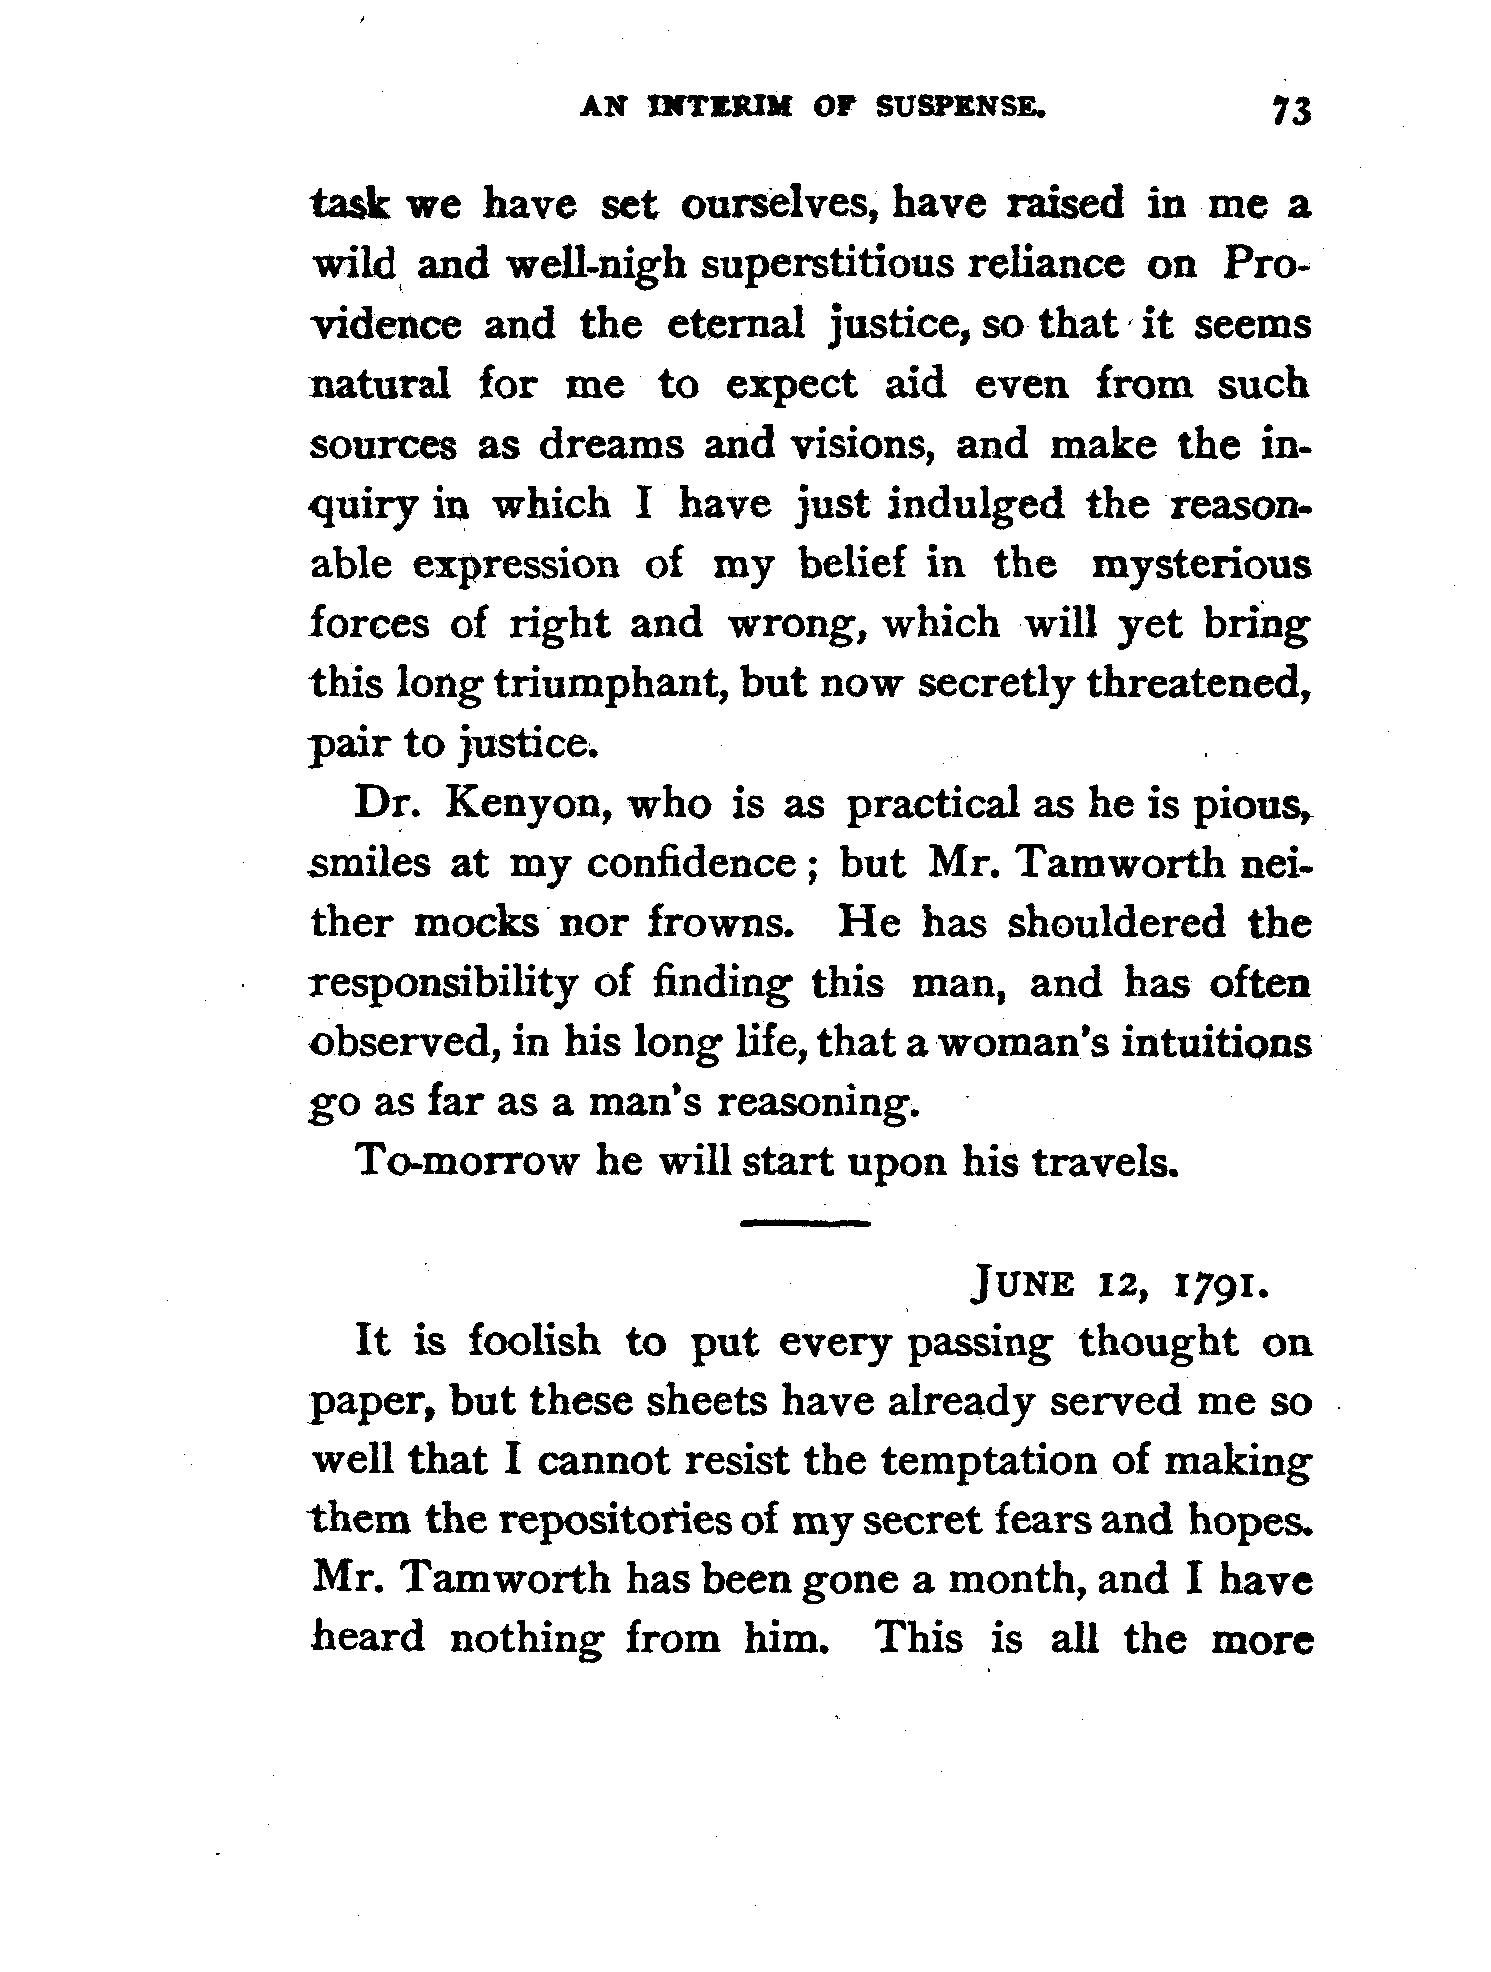 AN INTERIM OF SUSPENSE. 73
task we have set ourselves, have raised in me a
wild and well-nigh superstitious reliance on Pro-
vidence and the eternal justice, so that it seems
natural for me to expect aid even from such
sources as dreams and visions, and make the in-
quiry in which I have just indulged the reason-
able expression of my belief in the mysterious
forces of right and wrong, which will yet bring
this long triumphant, but now secretly threatened,
pair to justice.
Dr. Kenyon, who is as practical as he is pious,
smiles at my confidence; but Mr. Tamworth nei-
ther mocks nor frowns. He has shouldered the
responsibility of finding this man, and has often
observed, in his long life, that a woman's intuitions
go as far as a man's reasoning.
To-morrow he will start upon his travels.
JUNE 12, 1791.
It is foolish to put every passing thought on
paper, but these sheets have already served me so
well that I cannot resist the temptation of making
them the repositories of my secret fears and hopes.
Mr. Tamworth has been gone a month, and I have
heard nothing from him. This is all the more